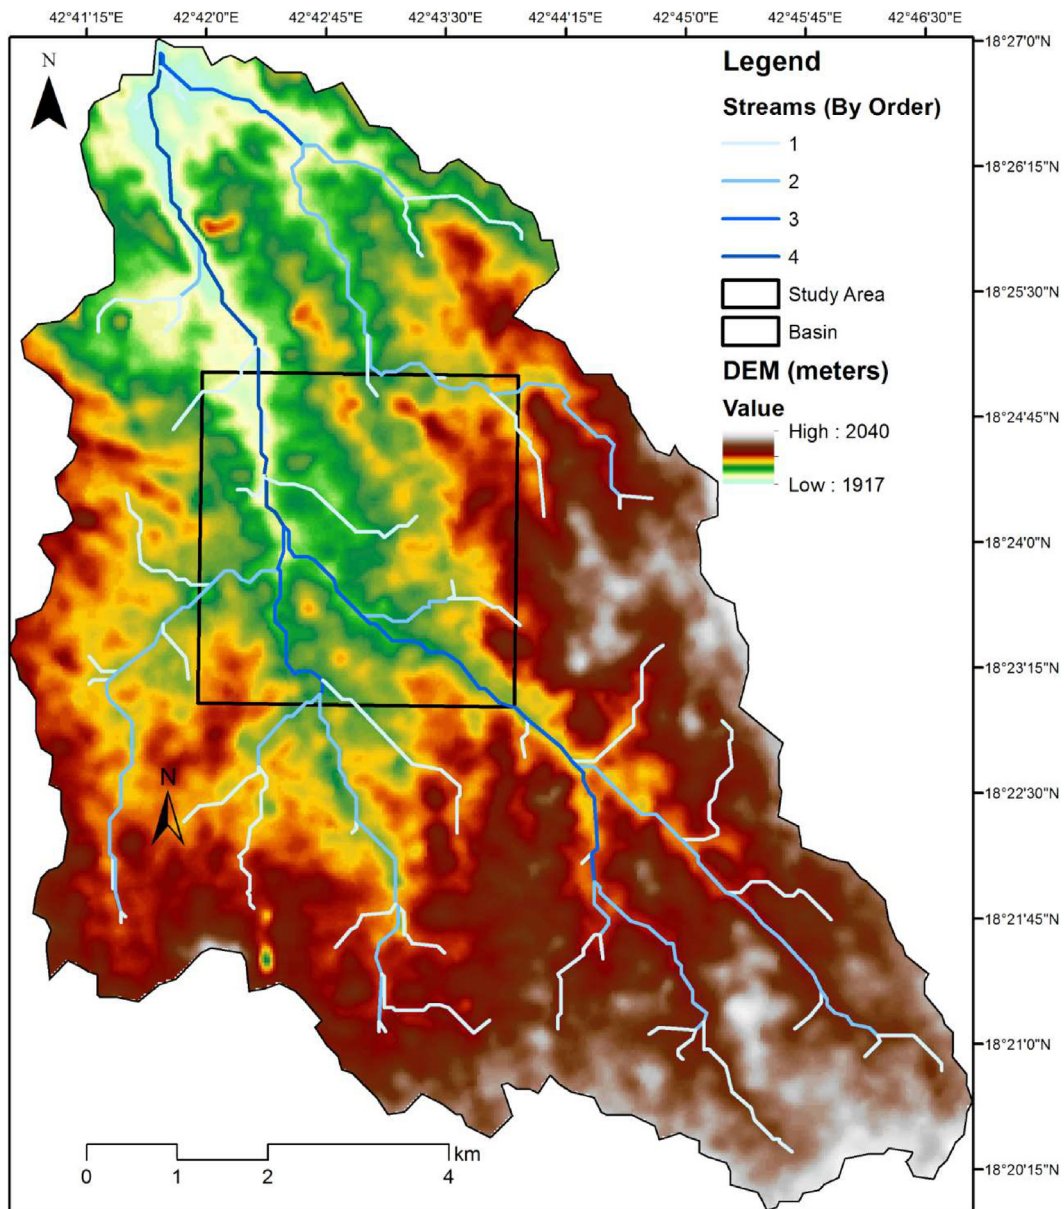 42°41'15"E 42°42'0"E 42°42'45"E 42°43'30"E 42°44'15"E 42°45'0"E 42°45'45"E 42°46'30"E
18°27'0"N
N
Legend
Streams (By Order)
1
18°26'15"N
2
3
4
18°25'30"N
Study Area
Basin
DEM (meters)
Value
18°24'45"N
High : 2040
Low : 1917
18°24'0"N
18°23'15"N
N
18°22'30"N
18°21'45"N
18°21'0"N
km
0 1 2 4
18°20'15"N